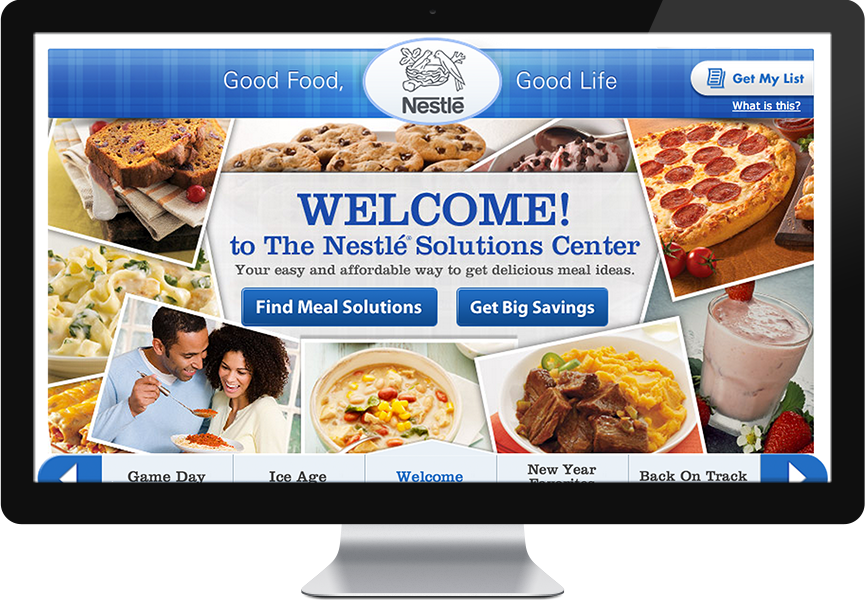 Good Food,
Nestlé
Good Life
Get My List
What is this?
WELCOME!
to The Nestlé® Solutions Center
Your easy and affordable way to get delicious meal ideas.
Find Meal Solutions
Get Big Savings
Game Day
Ice Age
Welcome
New Year
Favorites
Back On Track